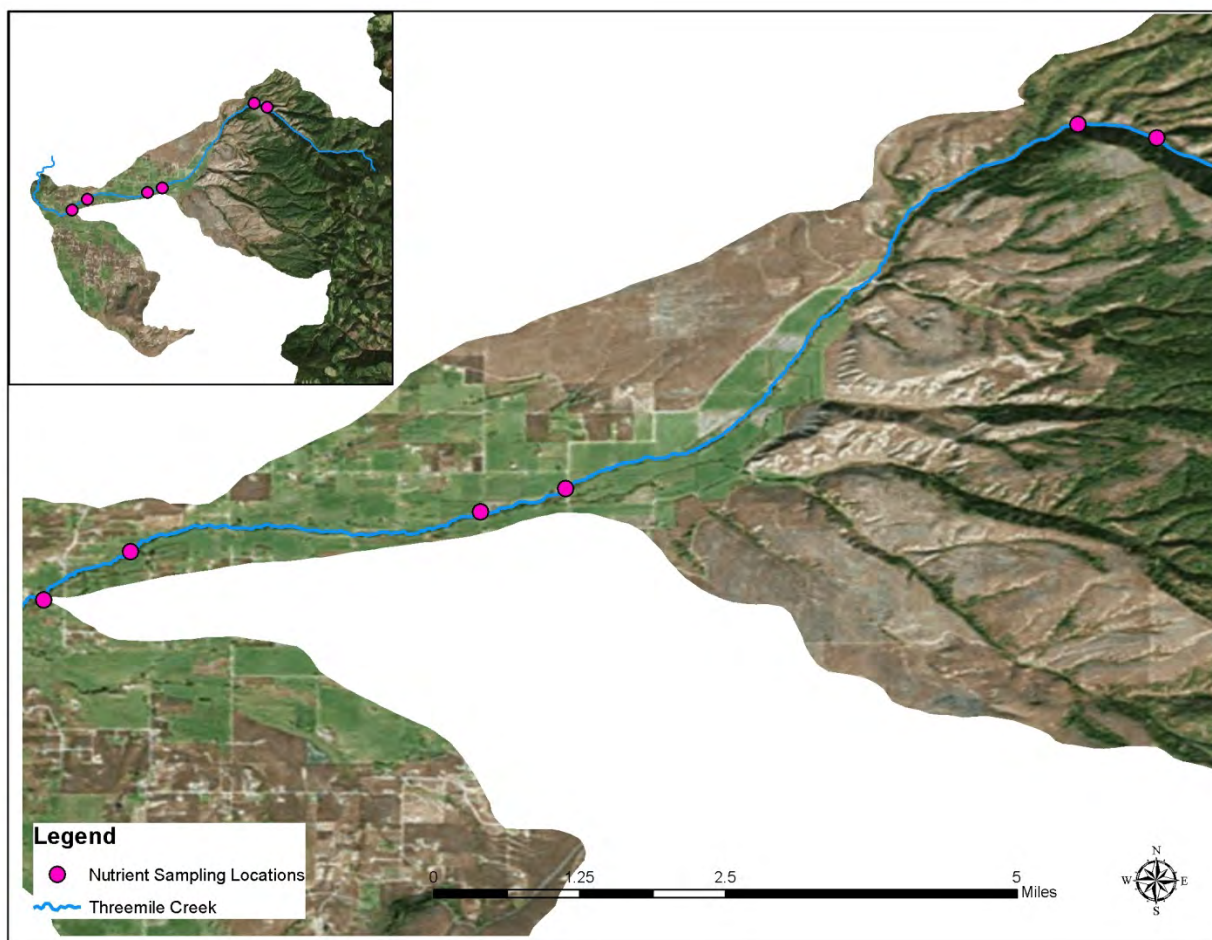 Legend
Nutrient Sampling Locations
Threemile Creek
0 1.25 2.5 5
Miles
N
W E
S